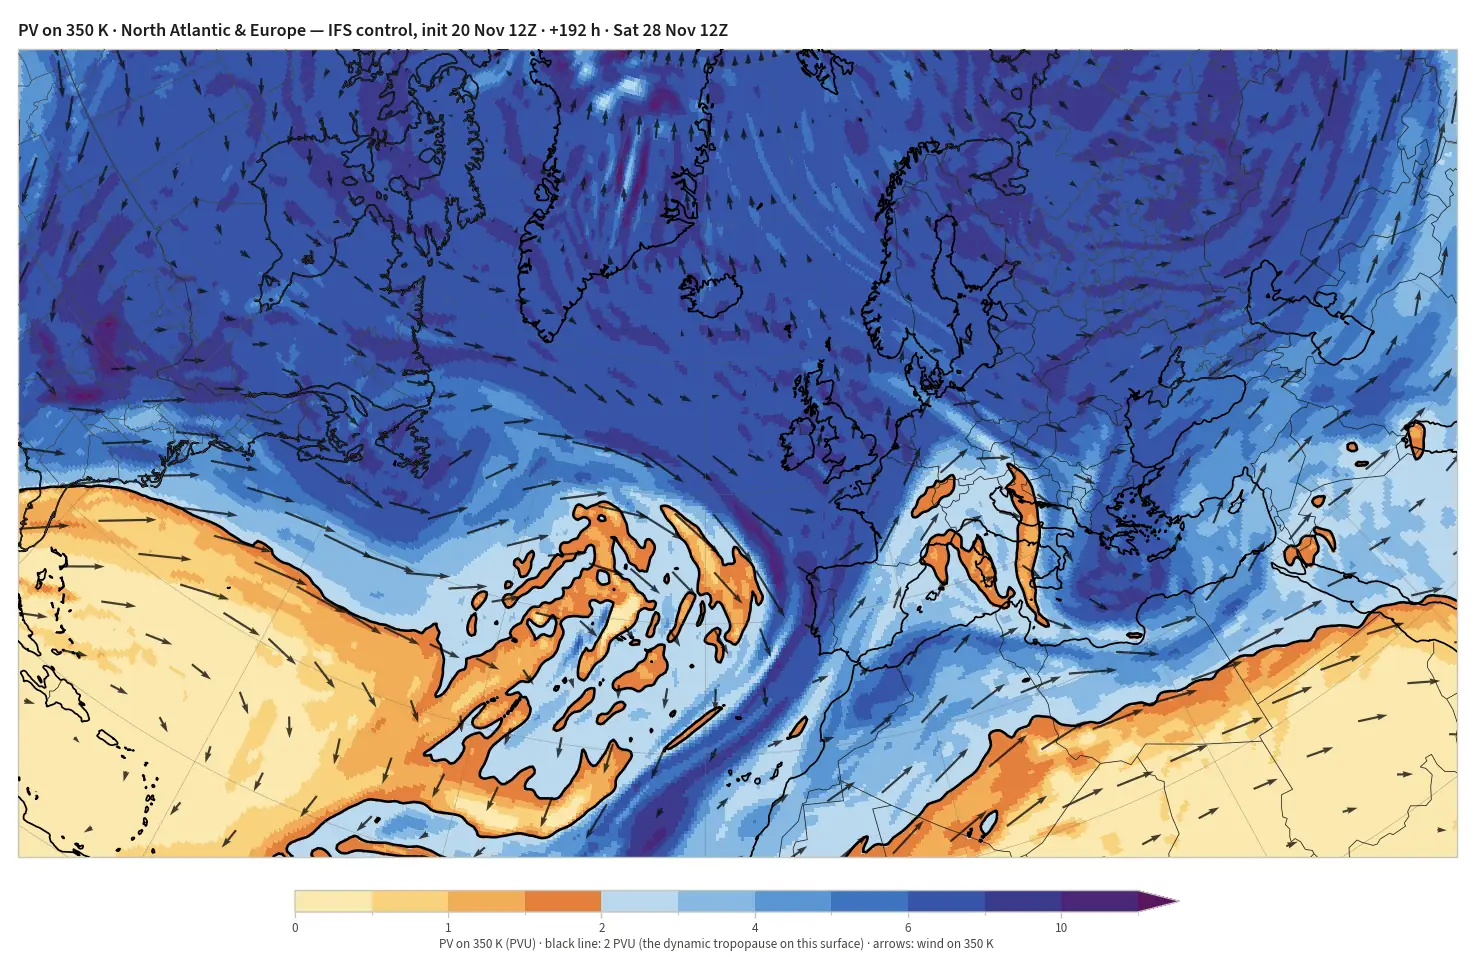 PV on 350 K · North Atlantic & Europe — IFS control, init 20 Nov 12Z · +192 h · Sat 28 Nov 12Z
0 1 2 4 6 10
PV on 350 K (PVU) · black line: 2 PVU (the dynamic tropopause on this surface) · arrows: wind on 350 K